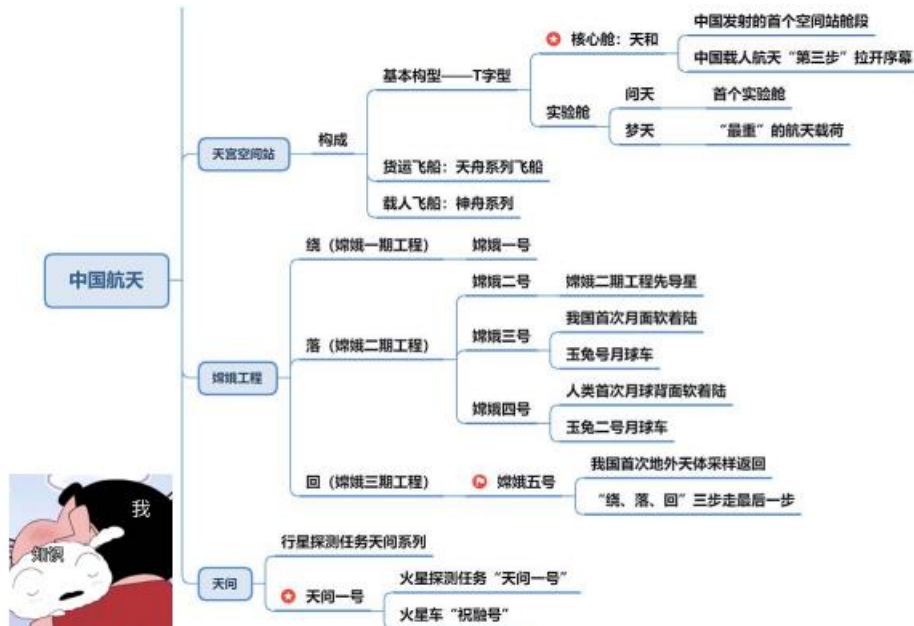 中国航天
天宫空间站
构成
基本构型——T字型
核心舱：天和
中国发射的首个空间站舱段
中国载人航天“第三步”拉开序幕
实验舱
问天
首个实验舱
梦天
“最重”的航天载荷
货运飞船：天舟系列飞船
载人飞船：神舟系列
嫦娥工程
绕（嫦娥一期工程）
嫦娥一号
落（嫦娥二期工程）
嫦娥二号
嫦娥二期工程先导星
嫦娥三号
我国首次月面软着陆
玉兔号月球车
嫦娥四号
人类首次月球背面软着陆
玉兔二号月球车
回（嫦娥三期工程）
嫦娥五号
我国首次地外天体采样返回
“绕、落、回”三步走最后一步
天问
行星探测任务天问系列
天问一号
火星探测任务“天问一号”
火星车“祝融号”
我
知识